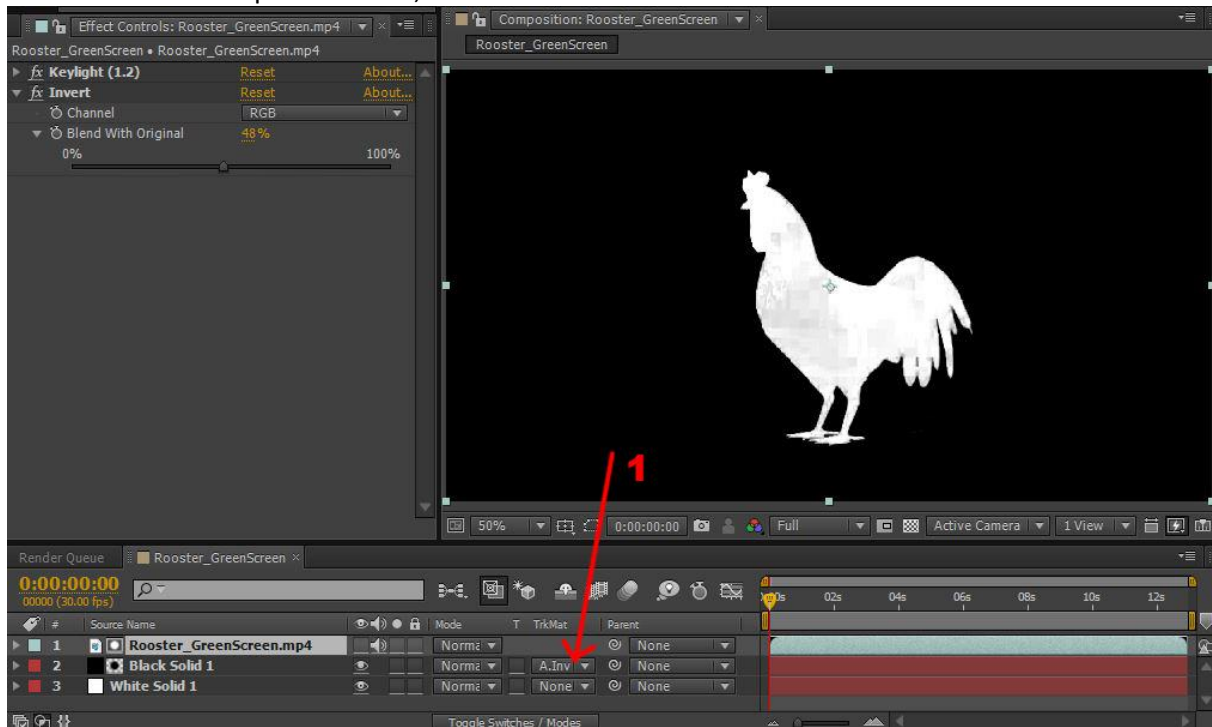 Effect Controls: Rooster_GreenScreen.mp4
Rooster_GreenScreen • Rooster_GreenScreen.mp4
fx Keylight (1.2) Reset About...
fx Invert Reset About...
Channel RGB
Blend With Original 48%
0% 100%
Composition: Rooster_GreenScreen
Rooster_GreenScreen
1
50% 0:00:00:00 Full Active Camera 1 View
Render Queue Rooster_GreenScreen
0:00:00:00
00000 (30.00 fps)
02s 04s 06s 08s 10s 12s
# Source Name Mode T TrkMat Parent
1 Rooster_GreenScreen.mp4 Norma None
2 Black Solid 1 Norma A.Inv None
3 White Solid 1 Norma None None
Toggle Switches / Modes